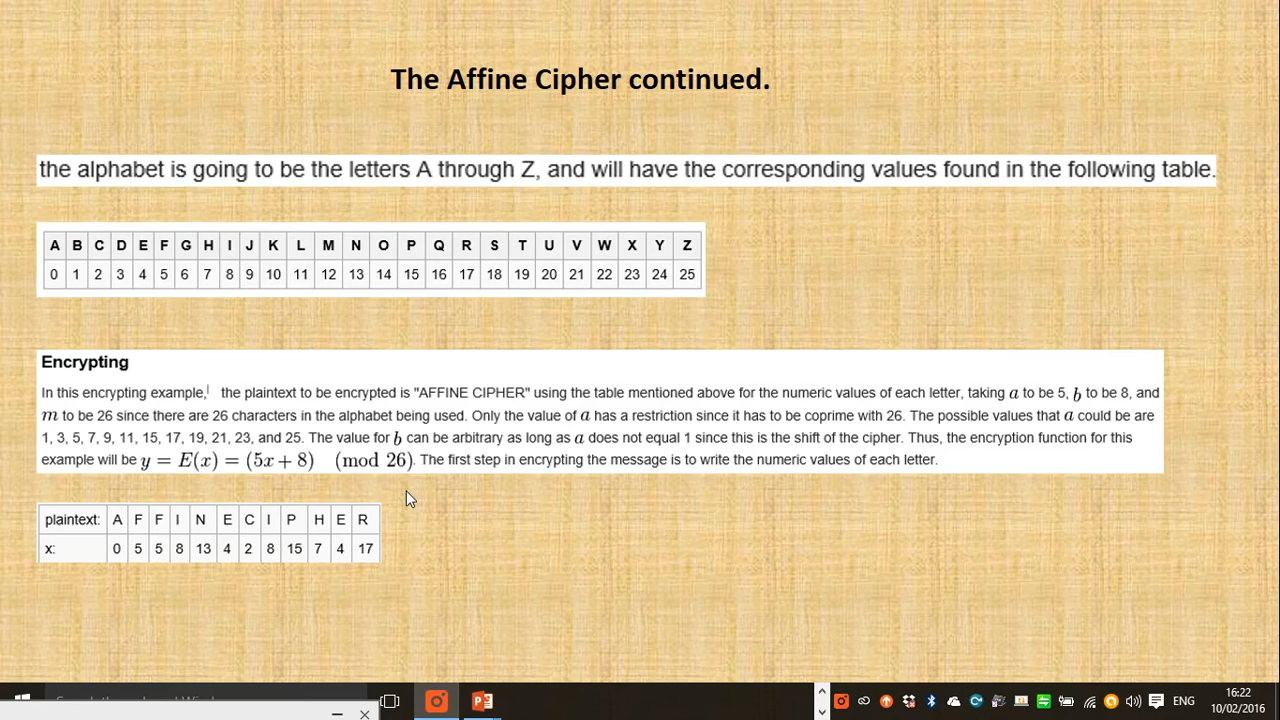 The Affine Cipher continued.
the alphabet is going to be the letters A through Z, and will have the corresponding values found in the following table.
A B C D E F G H I J K L M N O P Q R S T U V W X Y Z
0 1 2 3 4 5 6 7 8 9 10 11 12 13 14 15 16 17 18 19 20 21 22 23 24 25
Encrypting
In this encrypting example, the plaintext to be encrypted is "AFFINE CIPHER" using the table mentioned above for the numeric values of each letter, taking a to be 5, b to be 8, and
m to be 26 since there are 26 characters in the alphabet being used. Only the value of a has a restriction since it has to be coprime with 26. The possible values that a could be are
1, 3, 5, 7, 9, 11, 15, 17, 19, 21, 23, and 25. The value for b can be arbitrary as long as a does not equal 1 since this is the shift of the cipher. Thus, the encryption function for this
example will be y = E(x) = (5x + 8) (mod 26). The first step in encrypting the message is to write the numeric values of each letter.
plaintext: A F F I N E C I P H E R
x: 0 5 5 8 13 4 2 8 15 7 4 17
ENG
16:22
10/02/2016